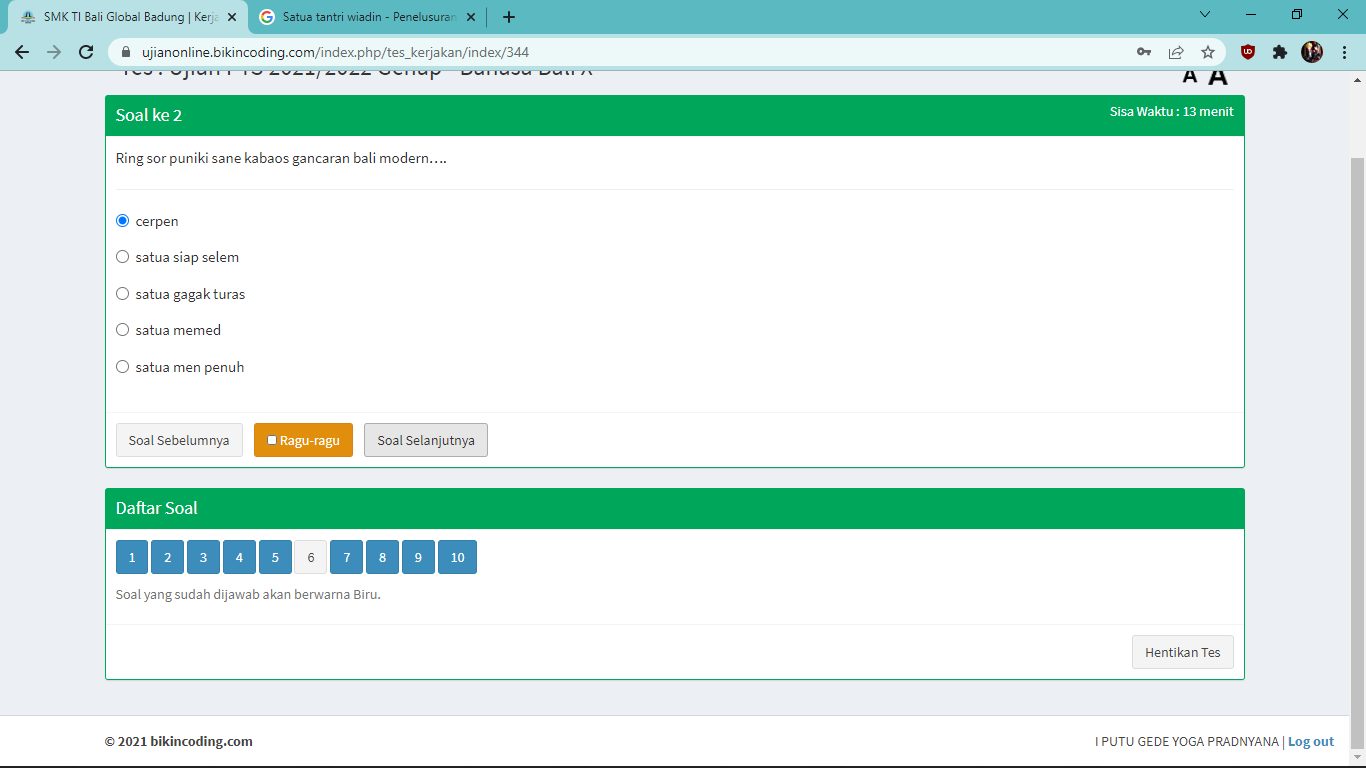 SMK TI Bali Global Badung | Kerja
Satua tantri wiadin - Penelusuran
ujianonline.bikincoding.com/index.php/tes_kerjakan/index/344
Tes : Ujian PTS 2021/2022 Genap - Bahasa Bali X
A A
Soal ke 2
Sisa Waktu : 13 menit
Ring sor puniki sane kabaos gancaran bali modern….
cerpen
satua siap selem
satua gagak turas
satua memed
satua men penuh
Soal Sebelumnya
Ragu-ragu
Soal Selanjutnya
Daftar Soal
1 2 3 4 5 6 7 8 9 10
Soal yang sudah dijawab akan berwarna Biru.
Hentikan Tes
© 2021 bikincoding.com
I PUTU GEDE YOGA PRADNYANA | Log out